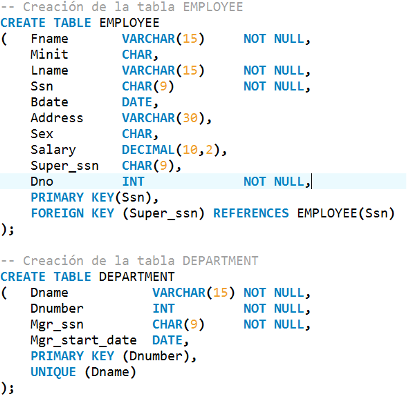 -- Creación de la tabla EMPLOYEE
CREATE TABLE EMPLOYEE
( Fname VARCHAR(15) NOT NULL,
Minit CHAR,
Lname VARCHAR(15) NOT NULL,
Ssn CHAR(9) NOT NULL,
Bdate DATE,
Address VARCHAR(30),
Sex CHAR,
Salary DECIMAL(10,2),
Super_ssn CHAR(9),
Dno INT NOT NULL,
PRIMARY KEY(Ssn),
FOREIGN KEY (Super_ssn) REFERENCES EMPLOYEE(Ssn)
);
-- Creación de la tabla DEPARTMENT
CREATE TABLE DEPARTMENT
( Dname VARCHAR(15) NOT NULL,
Dnumber INT NOT NULL,
Mgr_ssn CHAR(9) NOT NULL,
Mgr_start_date DATE,
PRIMARY KEY (Dnumber),
UNIQUE (Dname)
);